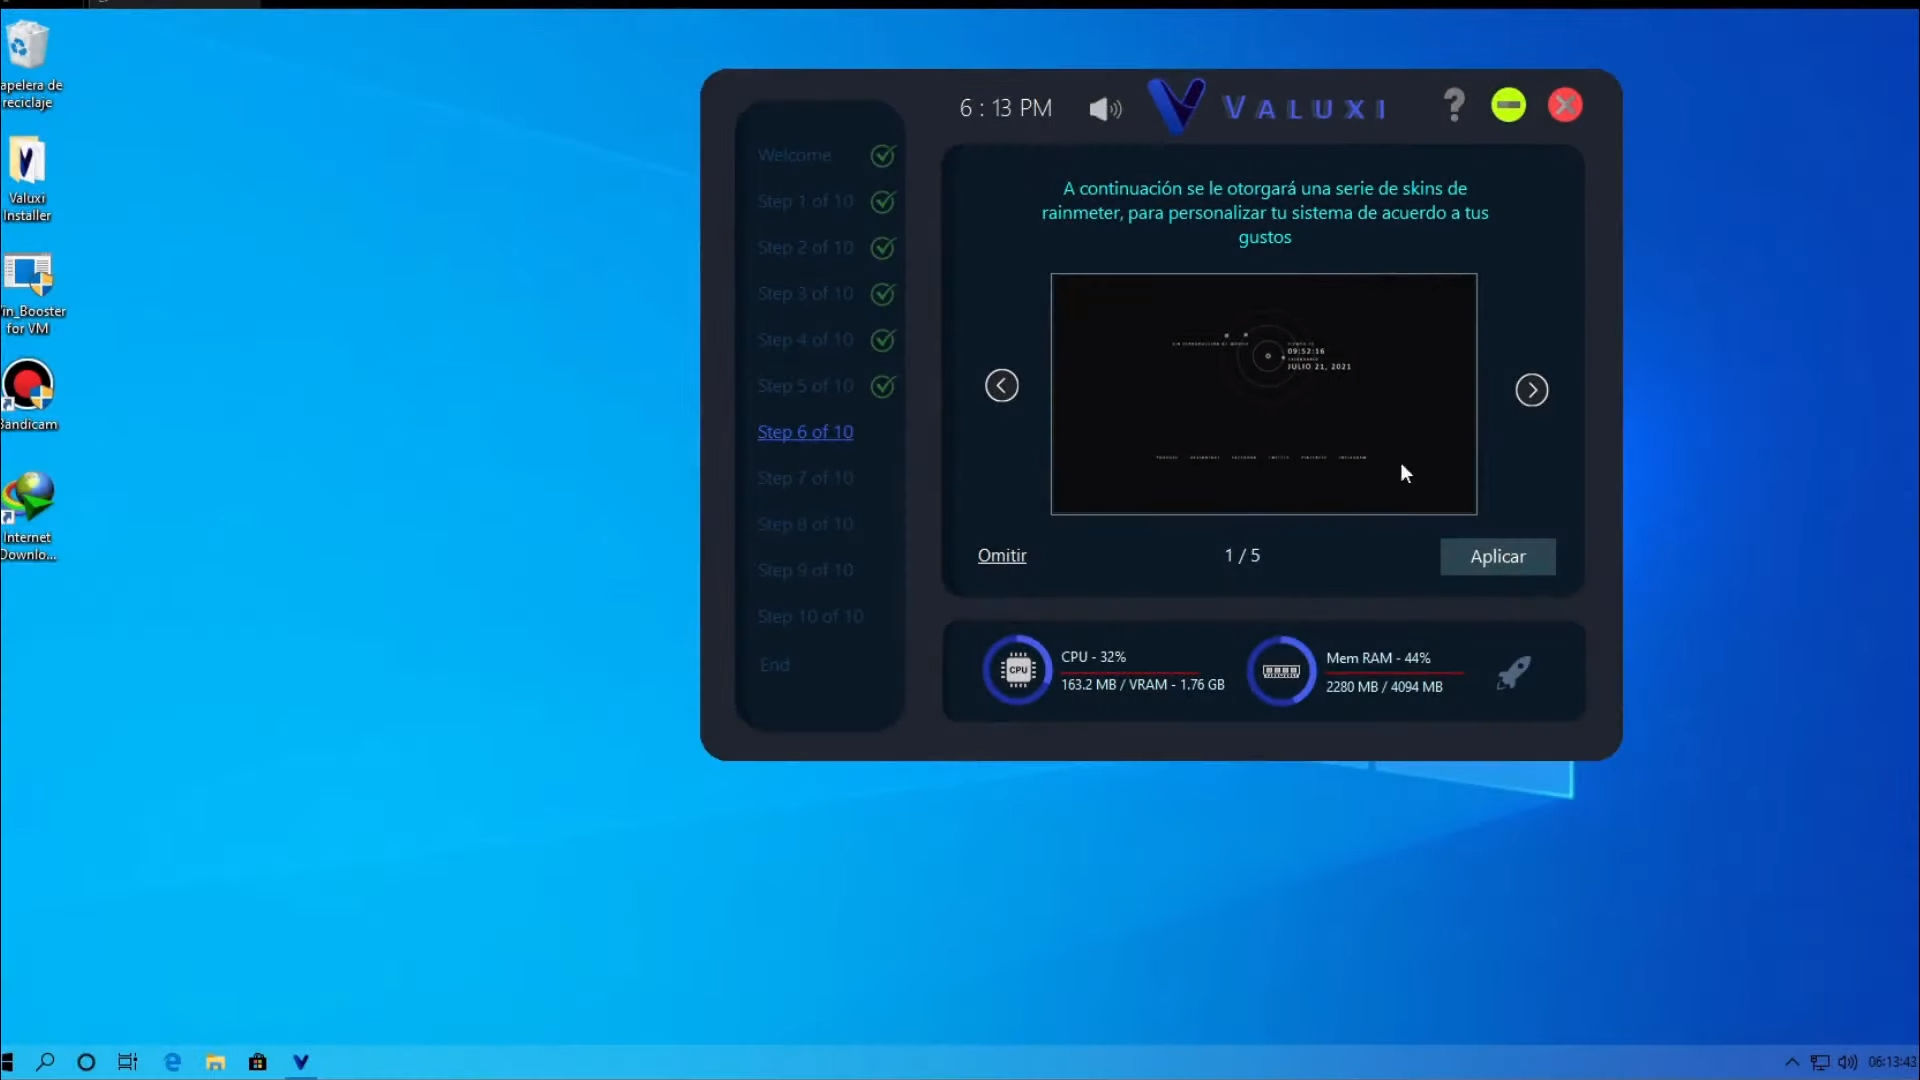 apelera de
reciclaje
Valuxi
Installer
in_Booster
for VM
Bandicam
Internet
Downlo...
6 : 13 PM
VALUXI
?
Welcome
Step 1 of 10
Step 2 of 10
Step 3 of 10
Step 4 of 10
Step 5 of 10
Step 6 of 10
Step 7 of 10
Step 8 of 10
Step 9 of 10
Step 10 of 10
End
A continuación se le otorgará una serie de skins de
rainmeter, para personalizar tu sistema de acuerdo a tus
gustos
09:52:16
JULIO 21, 2021
Omitir
1 / 5
Aplicar
CPU
CPU - 32%
163.2 MB / VRAM - 1.76 GB
Mem RAM - 44%
2280 MB / 4094 MB
06:13:43